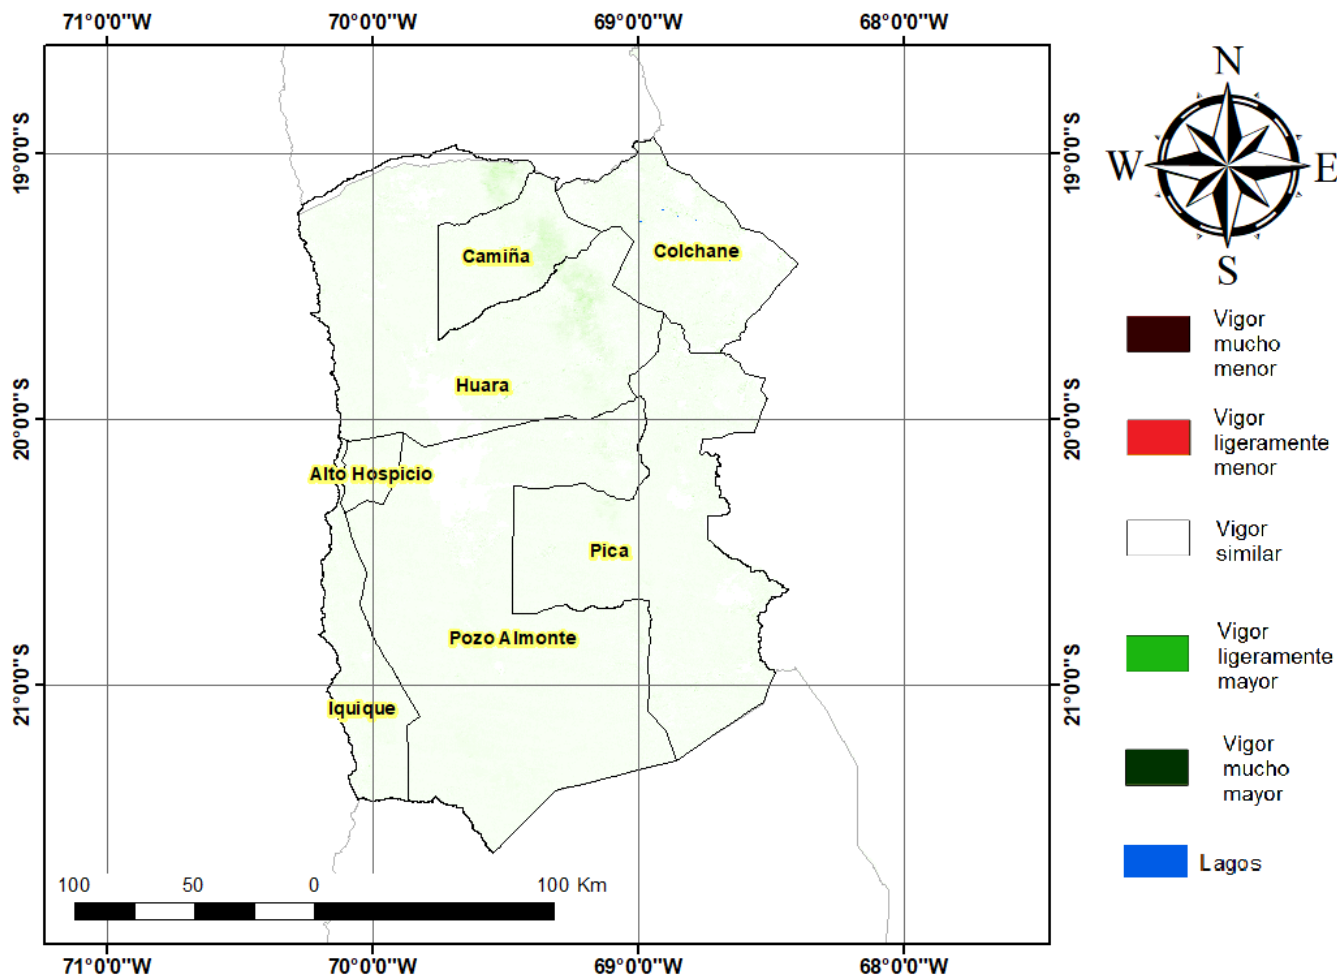 71°0'0"W 70°0'0"W 69°0'0"W 68°0'0"W
19°0'0"S
19°0'0"S
20°0'0"S
20°0'0"S
21°0'0"S
21°0'0"S
Camiña
Colchane
Huara
Alto Hospicio
Pica
Pozo Almonte
Iquique
100 50 0 100 Km
71°0'0"W 70°0'0"W 69°0'0"W 68°0'0"W
N
W
E
S
Vigor
mucho
menor
Vigor
ligeramente
menor
Vigor
similar
Vigor
ligeramente
mayor
Vigor
mucho
mayor
Lagos